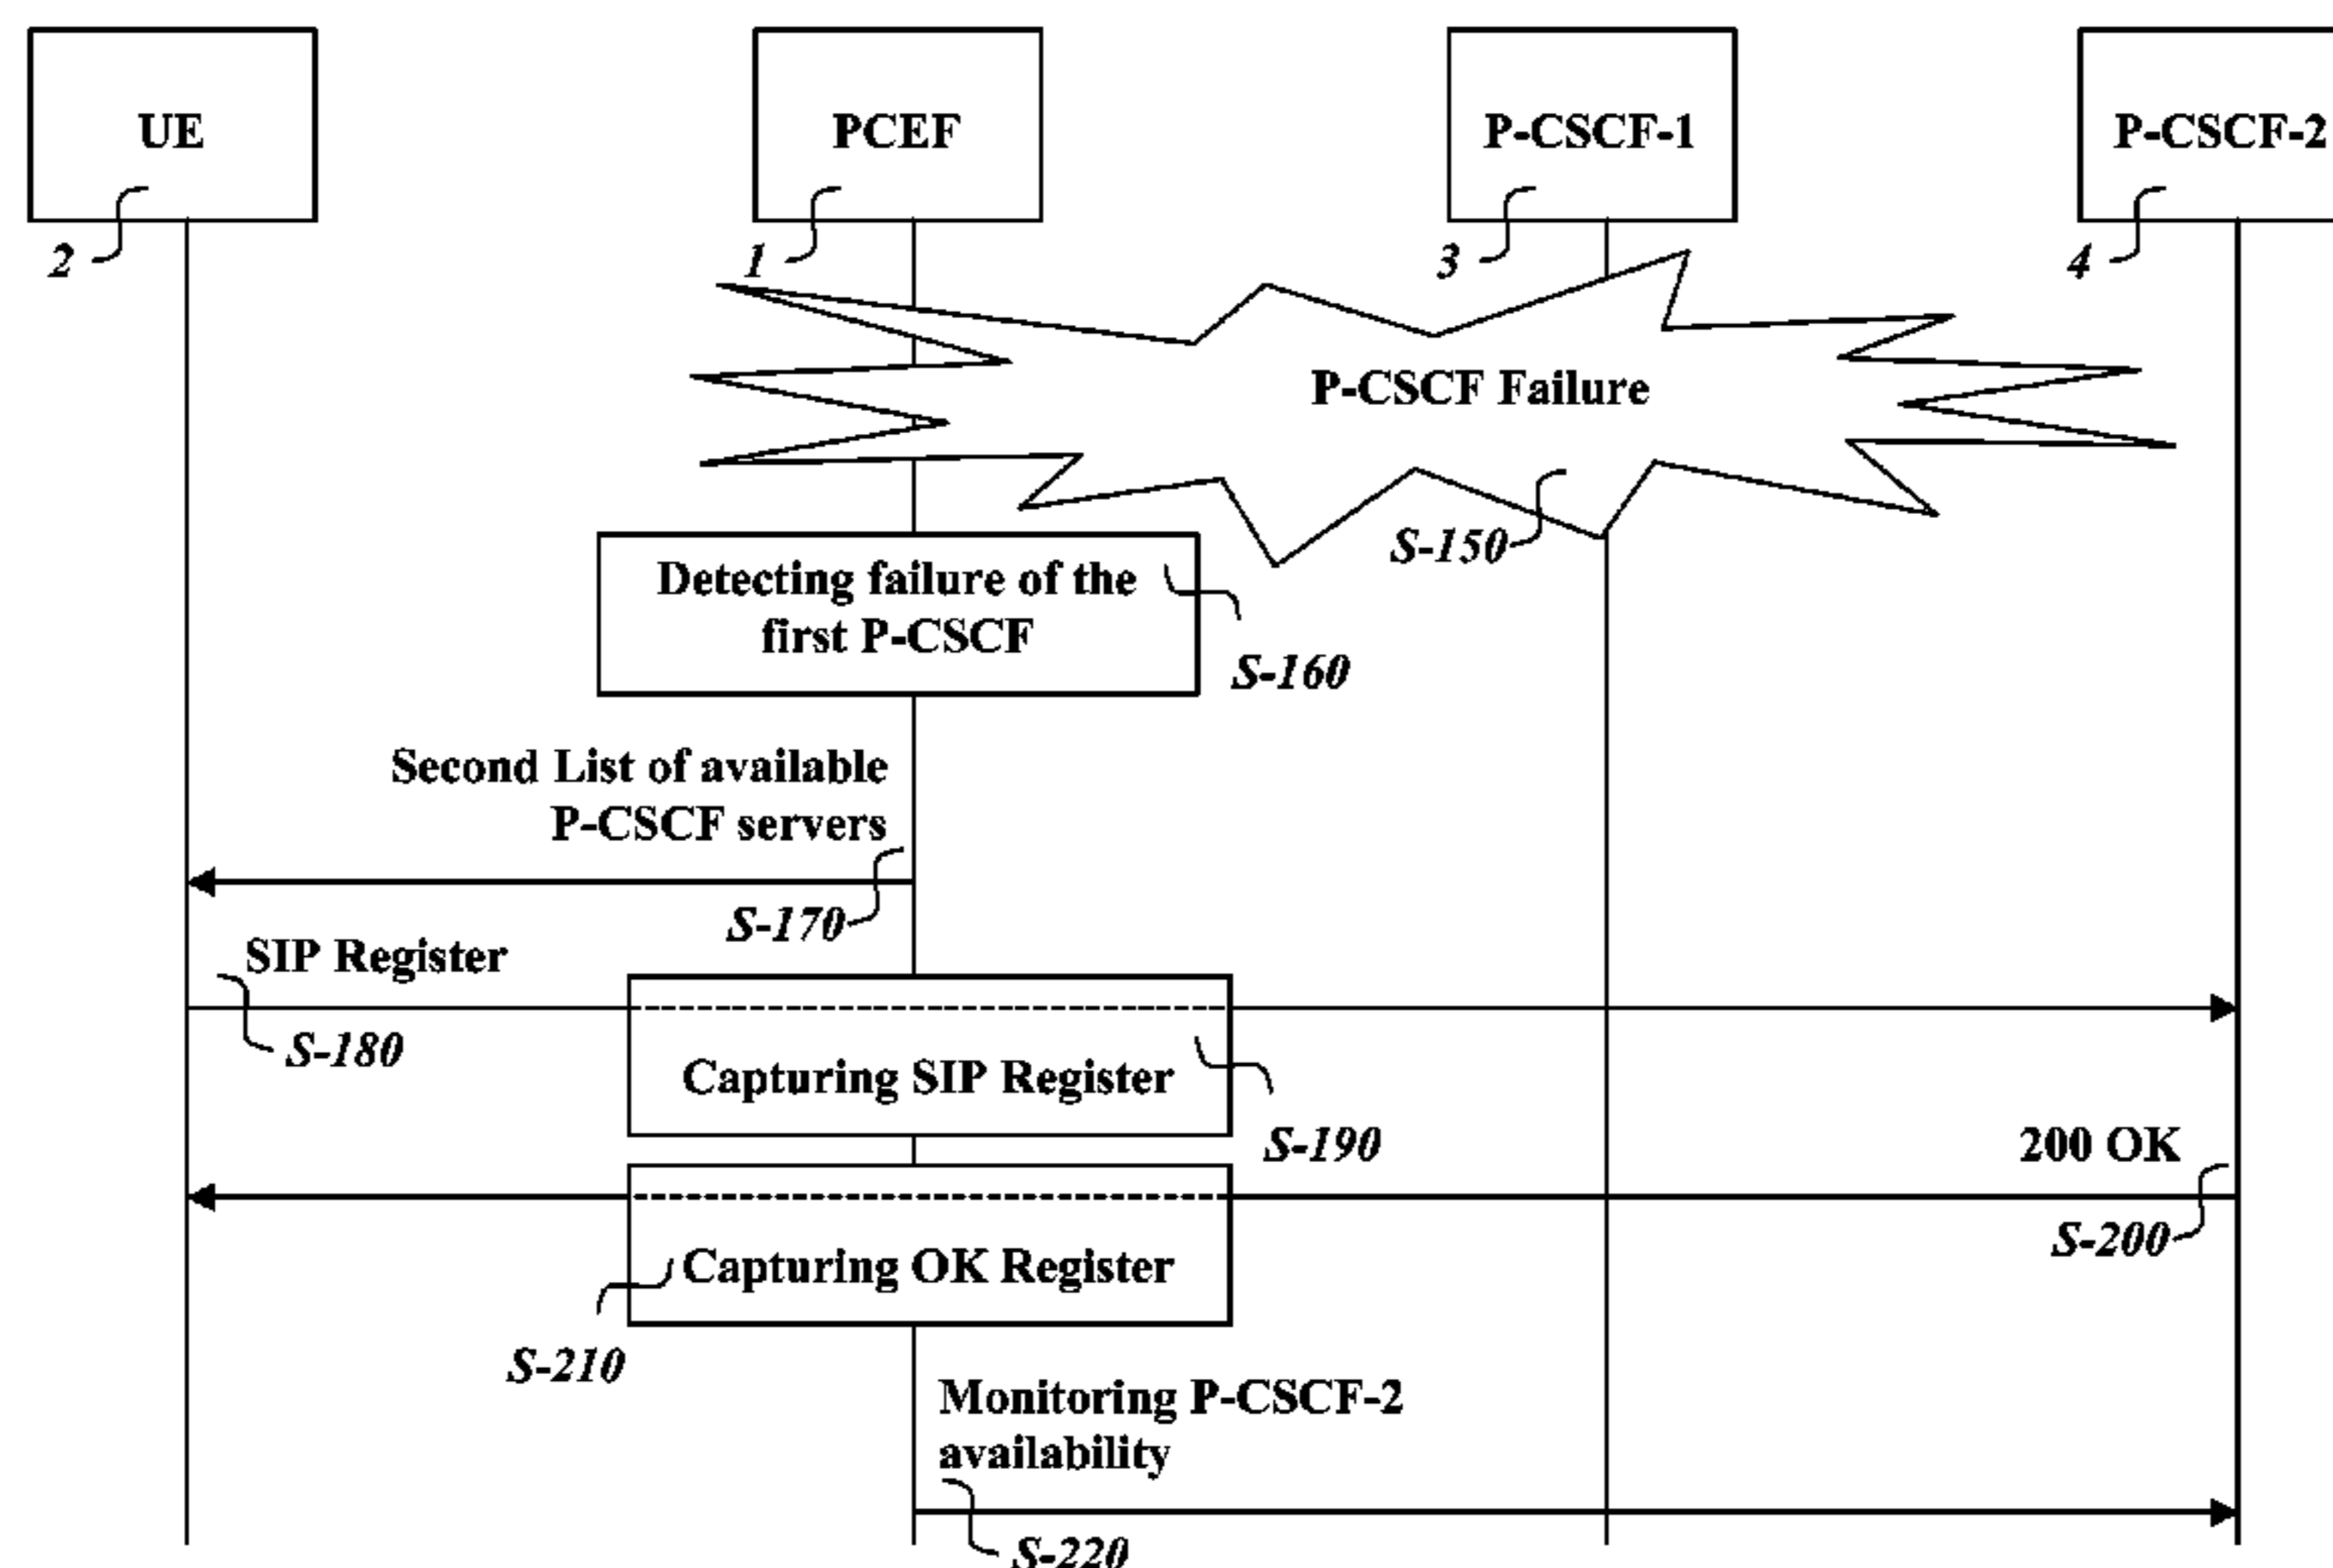 UE
PCEF
P-CSCF-1
P-CSCF-2
2
1
3
4
P-CSCF Failure
S-150
Detecting failure of the
first P-CSCF
S-160
Second List of available
P-CSCF servers
S-170
SIP Register
S-180
Capturing SIP Register
S-190
200 OK
S-200
Capturing OK Register
S-210
Monitoring P-CSCF-2
availability
S-220